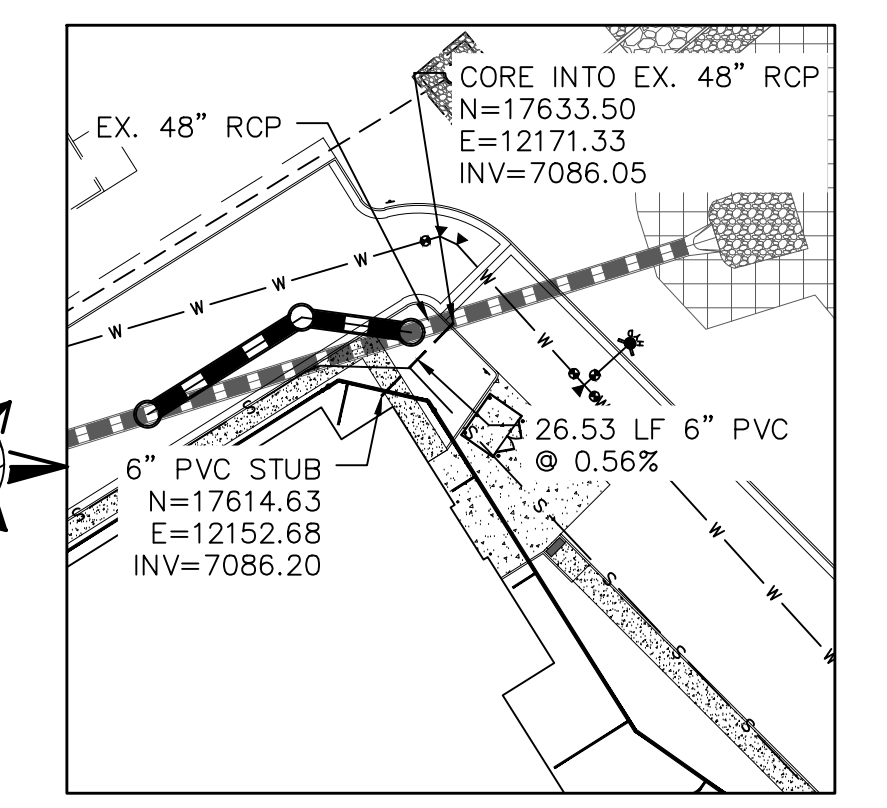 CORE INTO EX. 48" RCP
N=17633.50
E=12171.33
INV=7086.05
EX. 48" RCP
W
W
W
W
W
W
W
W
W
W
26.53 LF 6" PVC
@ 0.56%
6" PVC STUB
N=17614.63
E=12152.68
INV=7086.20
S
S
S
S
S
S
S